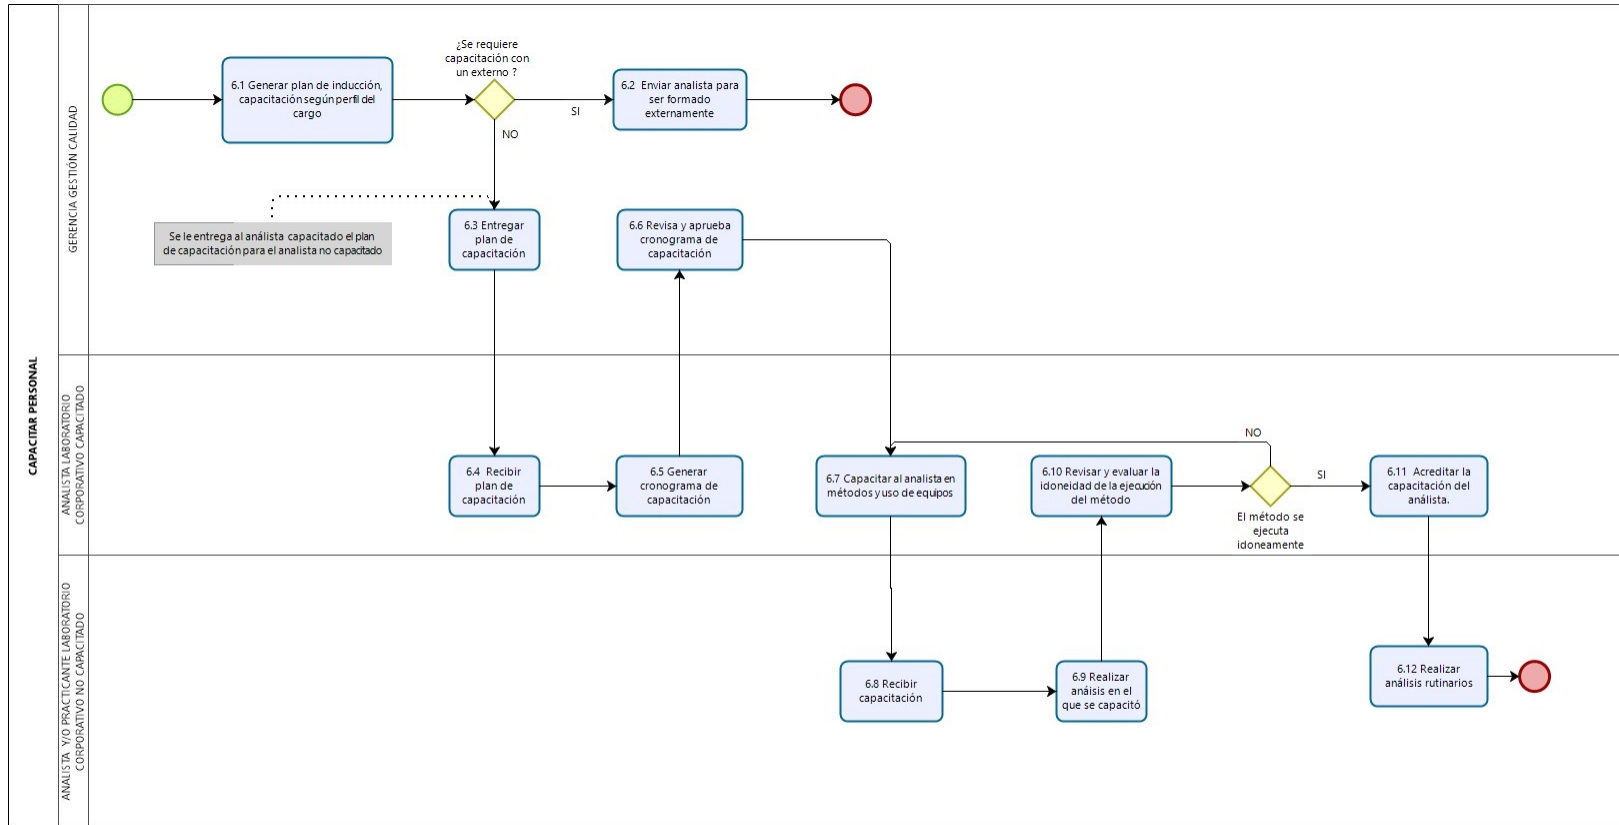 CAPACITAR PERSONAL
GERENCIA GESTIÓN CALIDAD
¿Se requiere
capacitación con
un externo ?
6.1 Generar plan de inducción,
capacitación según perfil del
cargo
SI
NO
6.2 Enviar analista para
ser formado
externamente
Se le entrega al análista capacitado el plan
de capacitación para el analista no capacitado
6.3 Entregar
plan de
capacitación
6.6 Revisa y aprueba
cronograma de
capacitación
ANALISTA LABORATORIO
CORPORATIVO CAPACITADO
6.4 Recibir
plan de
capacitación
6.5 Generar
cronograma de
capacitación
6.7 Capacitar al analista en
métodos y uso de equipos
6.10 Revisar y evaluar la
idoneidad de la ejecución
del método
NO
SI
El método se
ejecuta
idoneamente
6.11 Acreditar la
capacitación del
análista.
ANALISTA Y/O PRACTICANTE LABORATORIO
CORPORATIVO NO CAPACITADO
6.8 Recibir
capacitación
6.9 Realizar
anáisis en el
que se capacitó
6.12 Realizar
análisis rutinarios